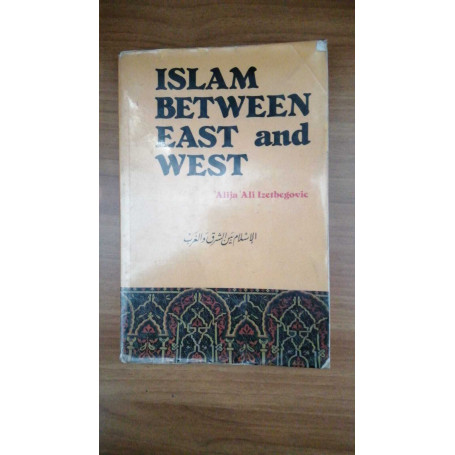 ISLAM
BETWEEN
EAST and
WEST
'Alija 'Ali Izetbegovic
الإسلام بين الشرق والغرب